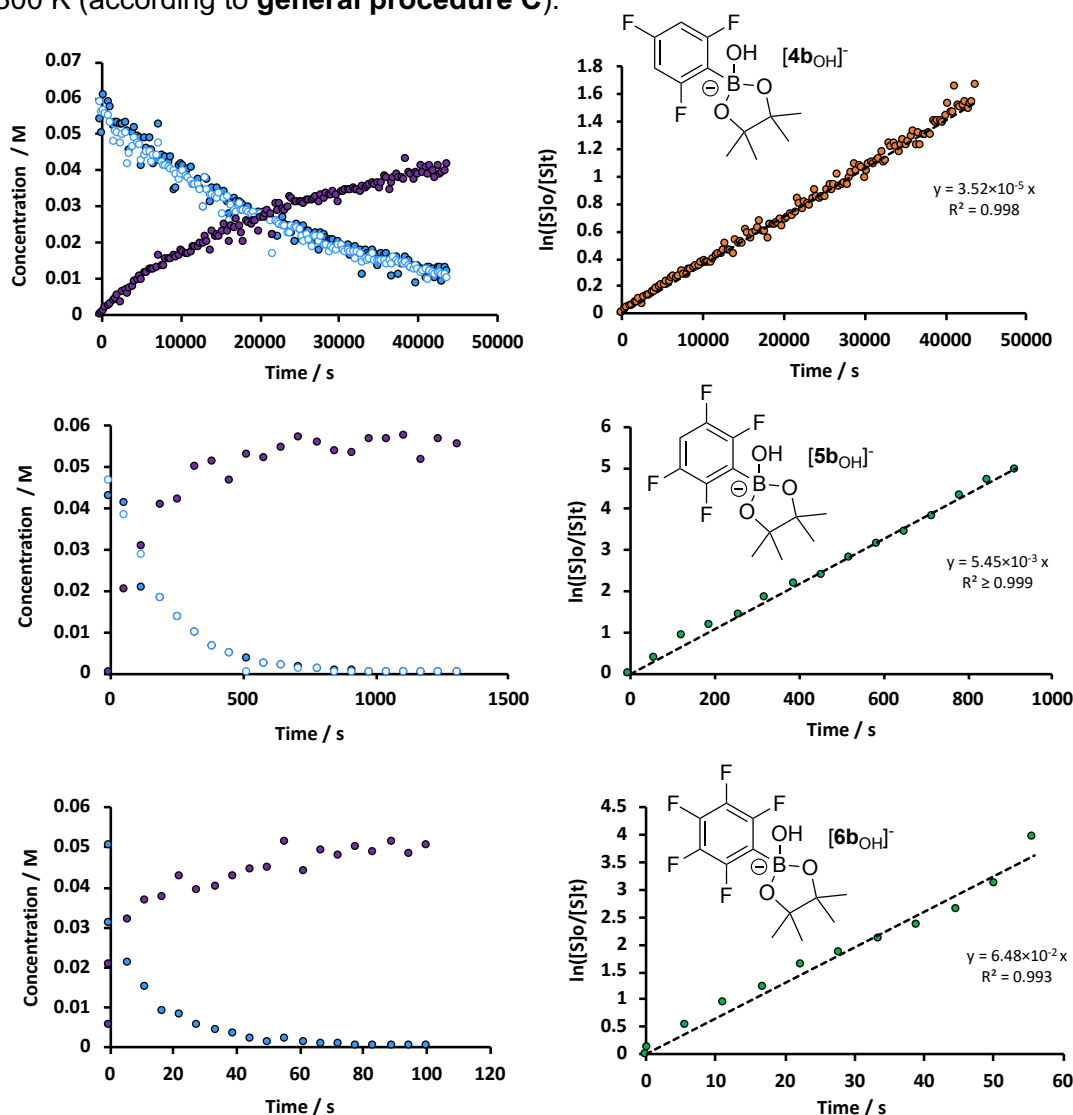 300 K (according to general procedure C):
0.07
0.06
0.05
0.04
0.03
0.02
0.01
0
Concentration / M
0 10000 20000 30000 40000 50000
Time / s
1.8
1.6
1.4
1.2
1
0.8
0.6
0.4
0.2
0
ln([S]o/[S]t)
0 10000 20000 30000 40000 50000
Time / s
F F F OH B O O ⊖ [4bOH]-
y = 3.52×10-5 x
R² = 0.998
0.06
0.05
0.04
0.03
0.02
0.01
0
Concentration / M
0 500 1000 1500
Time / s
6
5
4
3
2
1
0
ln([S]o/[S]t)
0 200 400 600 800 1000
Time / s
F F F F OH B O O ⊖ [5bOH]-
y = 5.45×10-3 x
R² ≥ 0.999
0.06
0.05
0.04
0.03
0.02
0.01
0
Concentration / M
0 20 40 60 80 100 120
Time / s
4.5
4
3.5
3
2.5
2
1.5
1
0.5
0
ln([S]o/[S]t)
0 10 20 30 40 50 60
Time / s
F F F F F OH B O O ⊖ [6bOH]-
y = 6.48×10-2 x
R² = 0.993